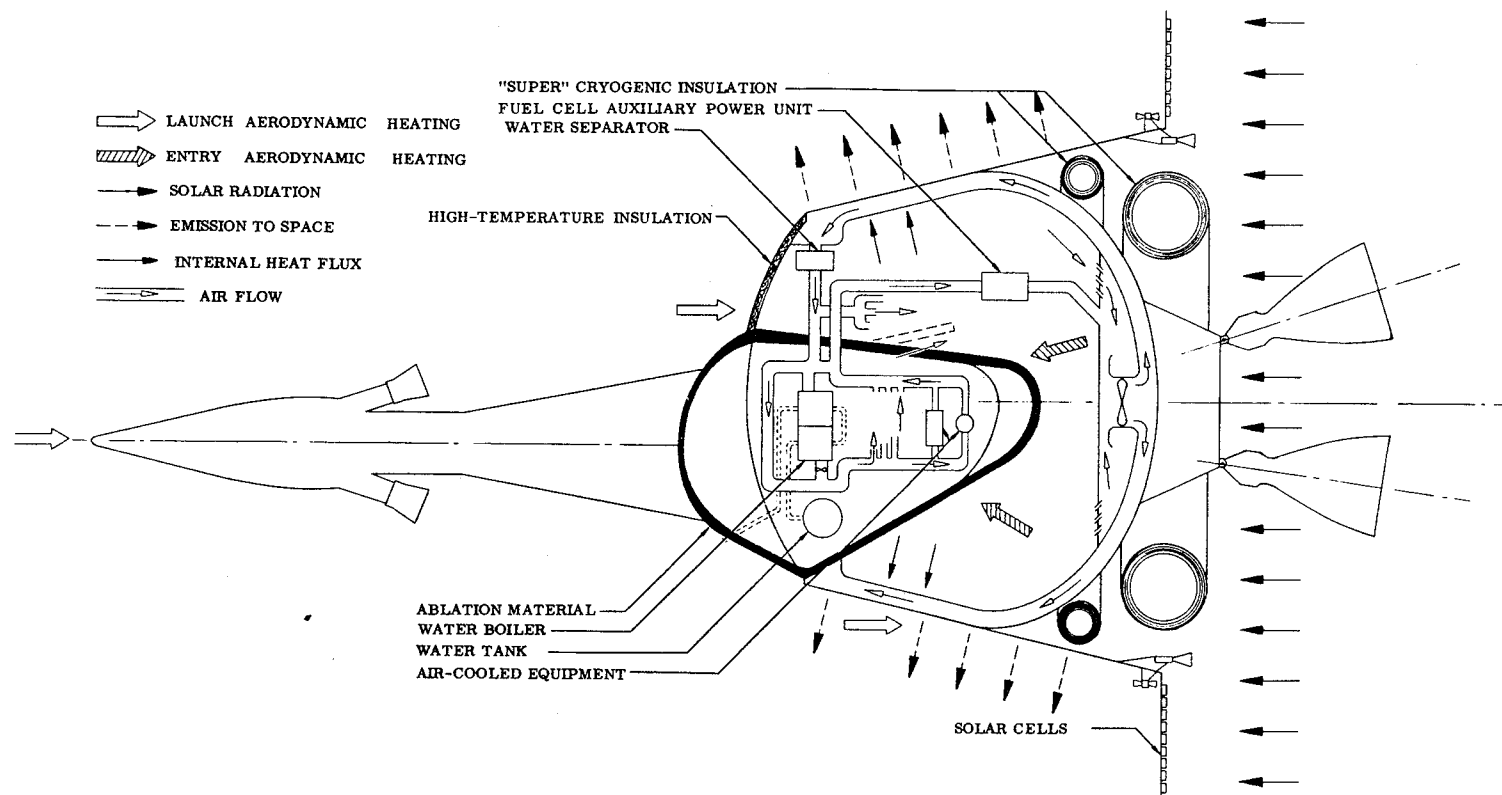 "SUPER" CRYOGENIC INSULATION
FUEL CELL AUXILIARY POWER UNIT
WATER SEPARATOR
LAUNCH AERODYNAMIC HEATING
ENTRY AERODYNAMIC HEATING
SOLAR RADIATION
EMISSION TO SPACE
INTERNAL HEAT FLUX
AIR FLOW
HIGH-TEMPERATURE INSULATION
ABLATION MATERIAL
WATER BOILER
WATER TANK
AIR-COOLED EQUIPMENT
SOLAR CELLS